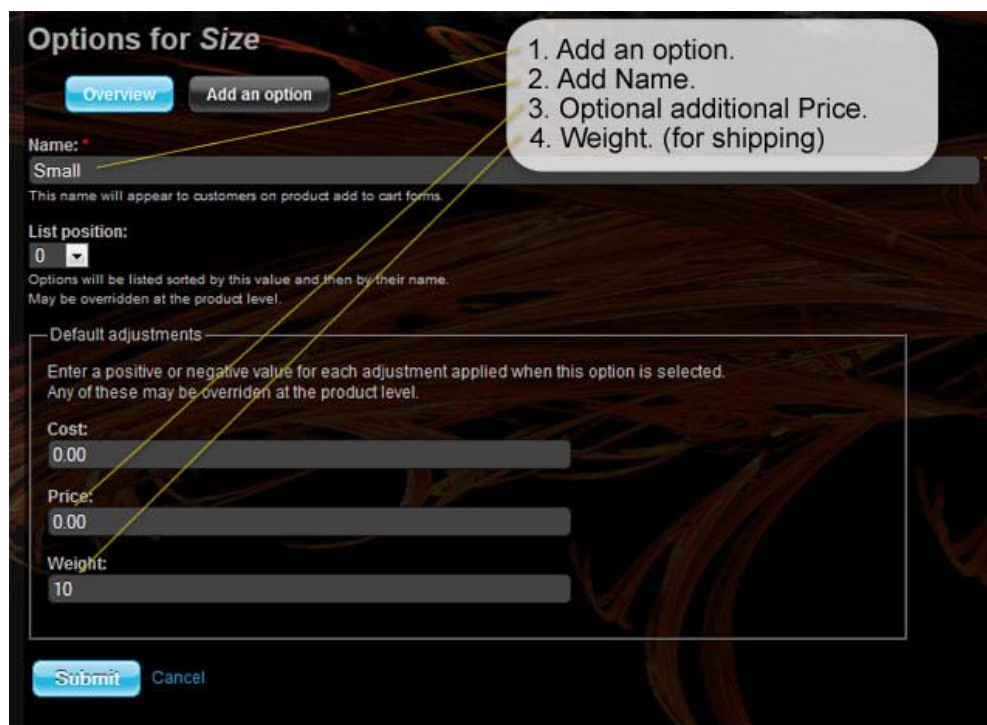 Options for Size
1. Add an option.
2. Add Name.
3. Optional additional Price.
4. Weight. (for shipping)
Overview
Add an option
Name: *
Small
This name will appear to customers on product add to cart forms.
List position:
0
Options will be listed sorted by this value and then by their name.
May be overridden at the product level.
Default adjustments
Enter a positive or negative value for each adjustment applied when this option is selected.
Any of these may be overriden at the product level.
Cost:
0.00
Price:
0.00
Weight:
10
Submit
Cancel